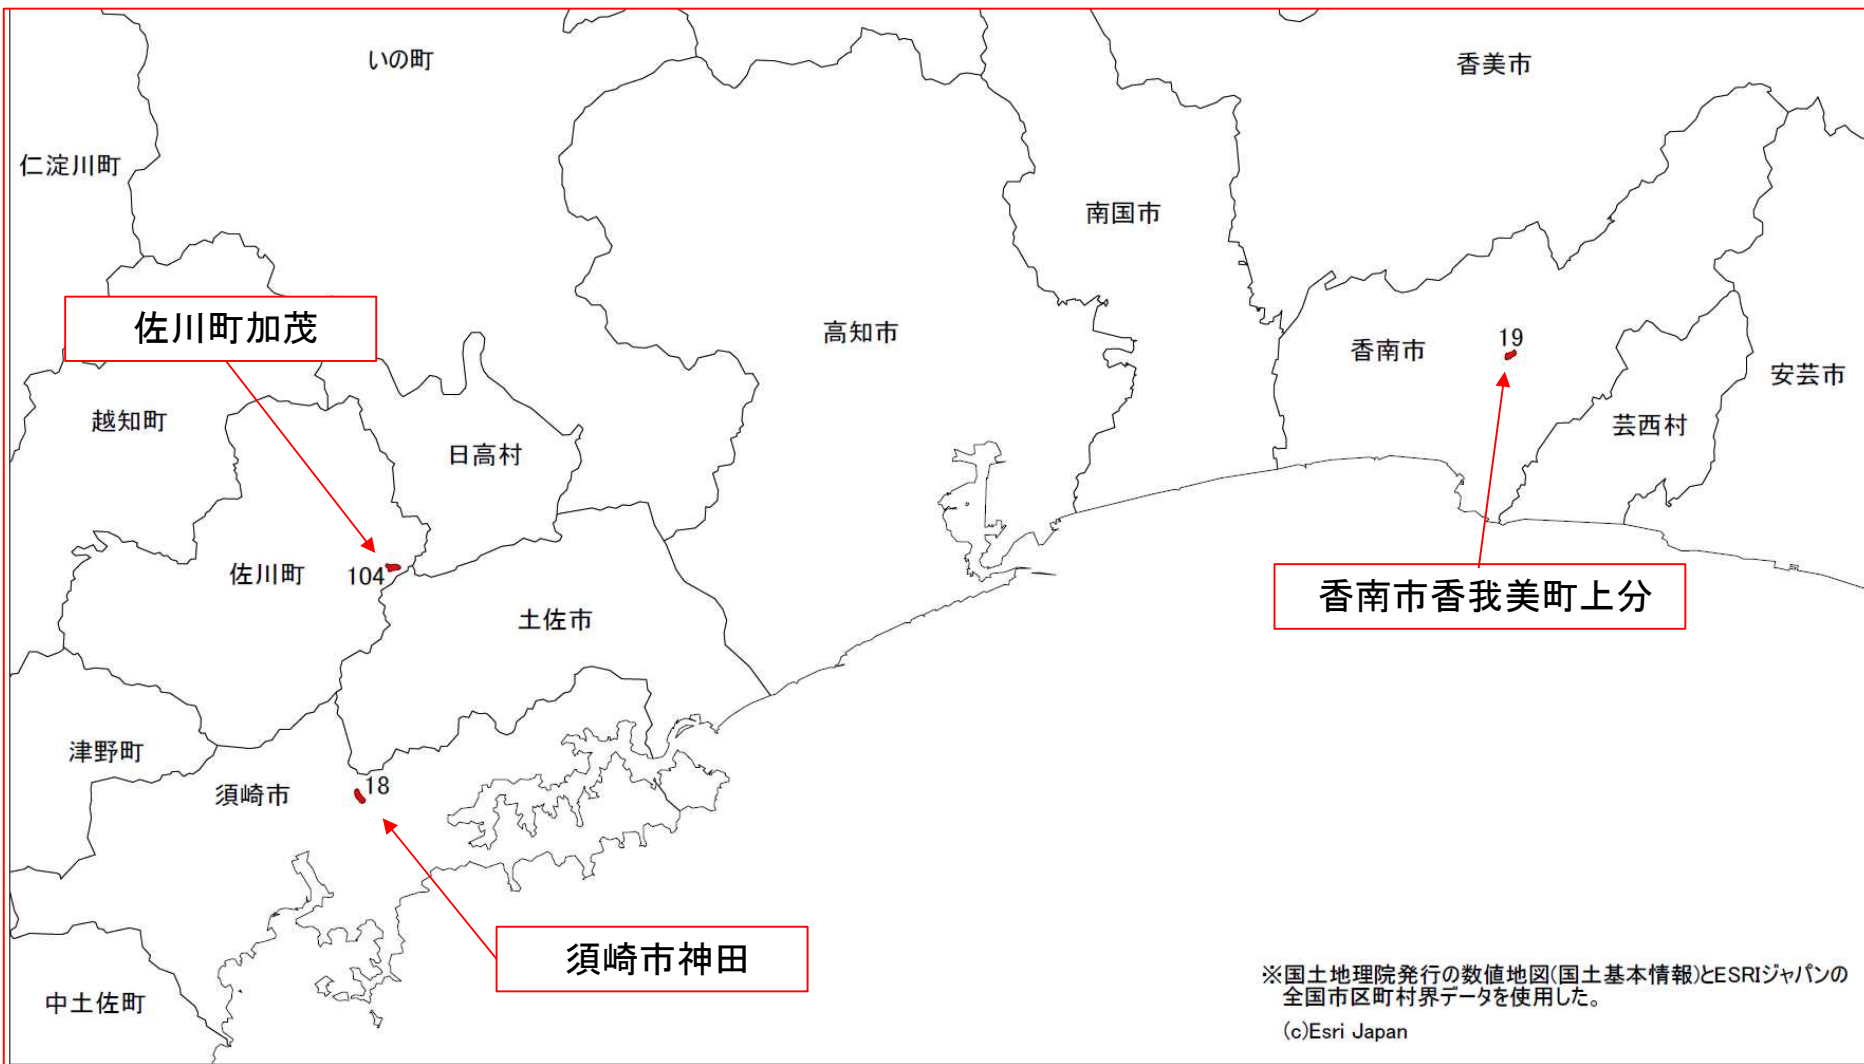 いの町
香美市
仁淀川町
南国市
佐川町加茂
高知市
19
香南市
安芸市
越知町
芸西村
日高村
104
佐川町
香南市香我美町上分
土佐市
津野町
18
須崎市
須崎市神田
中土佐町
※国土地理院発行の数値地図(国土基本情報)とESRIジャパンの
全国市区町村界データを使用した。
(c)Esri Japan